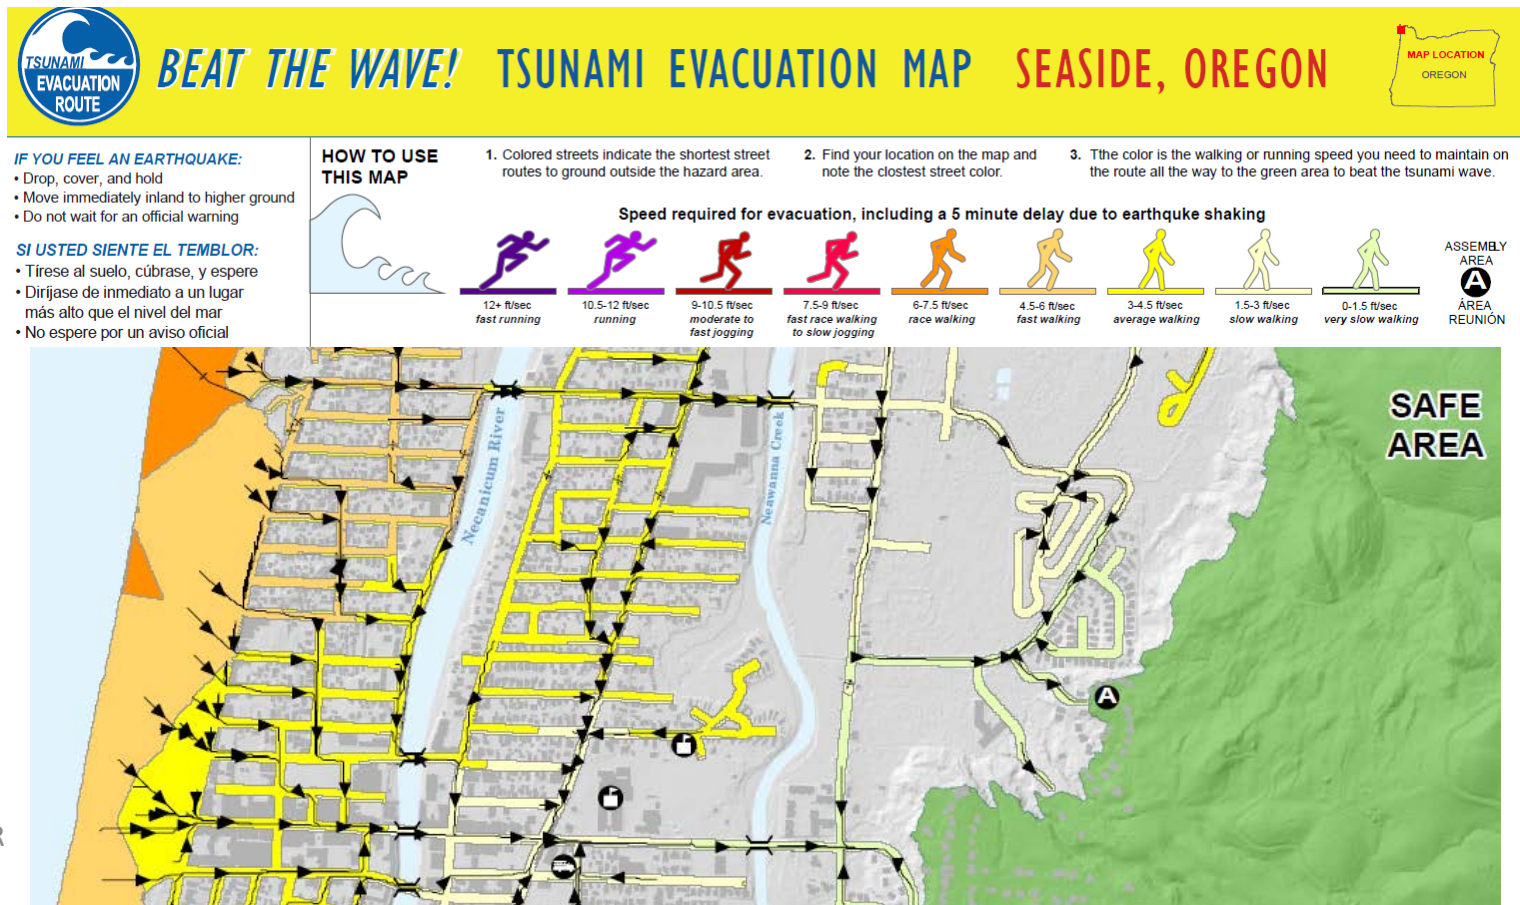 TSUNAMI
EVACUATION
ROUTE
BEAT THE WAVE! TSUNAMI EVACUATION MAP SEASIDE, OREGON
MAP LOCATION
OREGON
IF YOU FEEL AN EARTHQUAKE:
• Drop, cover, and hold
• Move immediately inland to higher ground
• Do not wait for an official warning
SI USTED SIENTE EL TEMBLOR:
• Tírese al suelo, cúbrase, y espere
• Diríjase de inmediato a un lugar
más alto que el nivel del mar
• No espere por un aviso oficial
HOW TO USE
THIS MAP
1. Colored streets indicate the shortest street
routes to ground outside the hazard area.
2. Find your location on the map and
note the clostest street color.
3. Tthe color is the walking or running speed you need to maintain on
the route all the way to the green area to beat the tsunami wave.
Speed required for evacuation, including a 5 minute delay due to earthquke shaking
12+ ft/sec
fast running
10.5-12 ft/sec
running
9-10.5 ft/sec
moderate to
fast jogging
7.5-9 ft/sec
fast race walking
to slow jogging
6-7.5 ft/sec
race walking
4.5-6 ft/sec
fast walking
3-4.5 ft/sec
average walking
1.5-3 ft/sec
slow walking
0-1.5 ft/sec
very slow walking
ASSEMBLY
AREA
A
ÁREA
REUNIÓN
SAFE
AREA
Necanicum River
Neawanna Creek
A
R